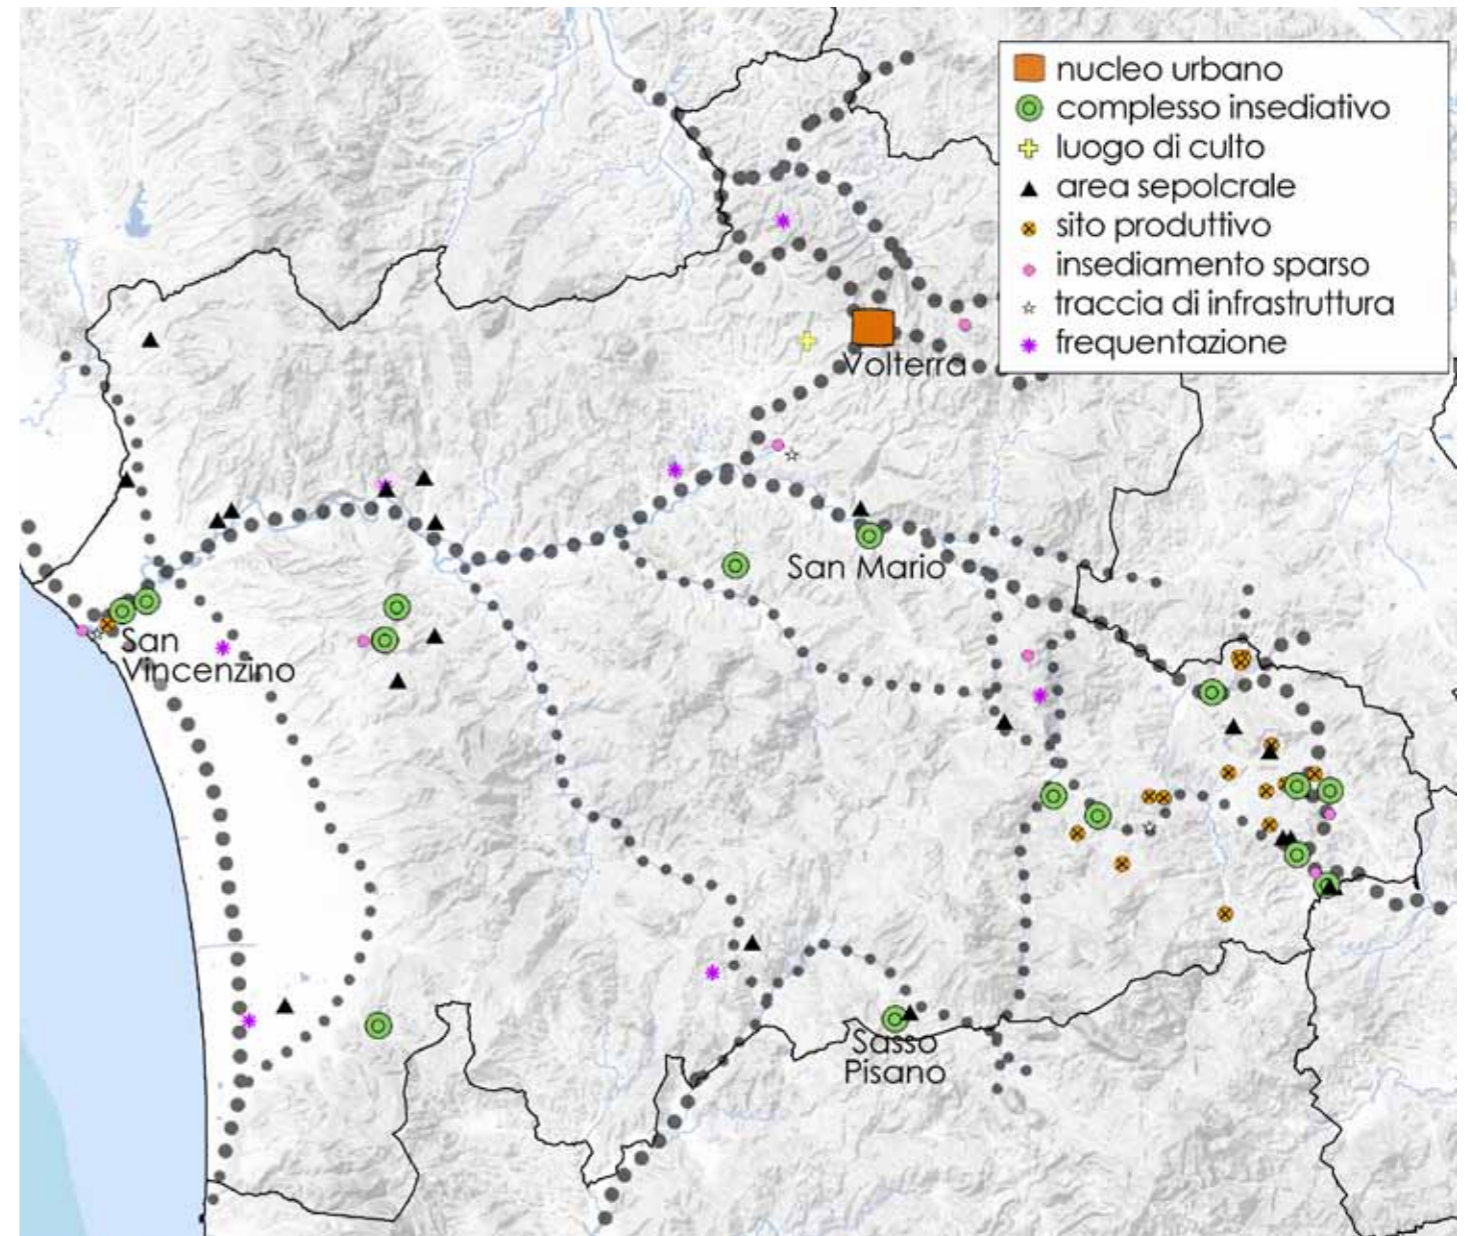 nucleo urbano
complesso insediativo
luogo di culto
area sepolcrale
sito produttivo
insediamento sparso
traccia di infrastruttura
frequentazione
Volterra
San Mario
San
Vincenzino
Sasso
Pisano